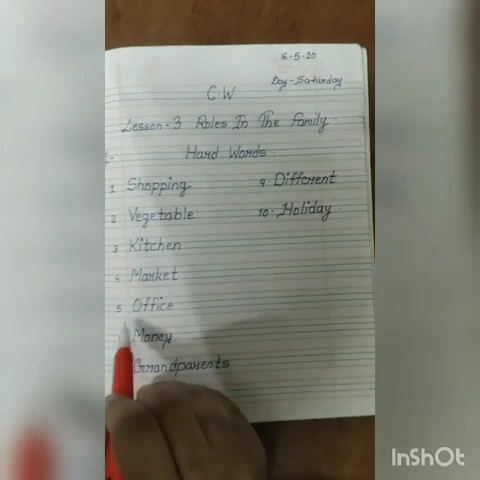 16-5-20
Day - Saturday
C.W
Lesson-3 Roles In The Family.
Hard Words.
1 Shopping
2 Vegetable
3 Kitchen
4 Market
5 Office
Money
Grandparents
9. Different
10. Holiday.
InShOt